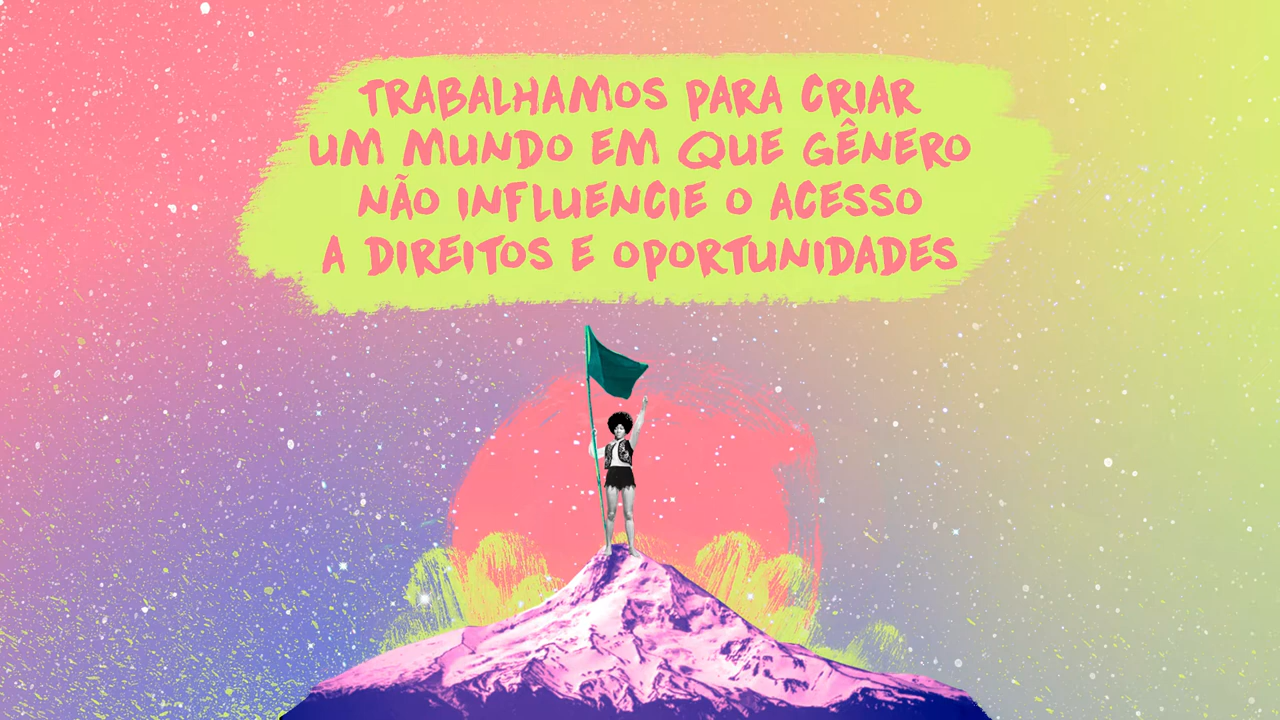 TRABALHAMOS PARA CRIAR
UM MUNDO EM QUE GÊNERO
NÃO INFLUENCIE O ACESSO
A DIREITOS E OPORTUNIDADES